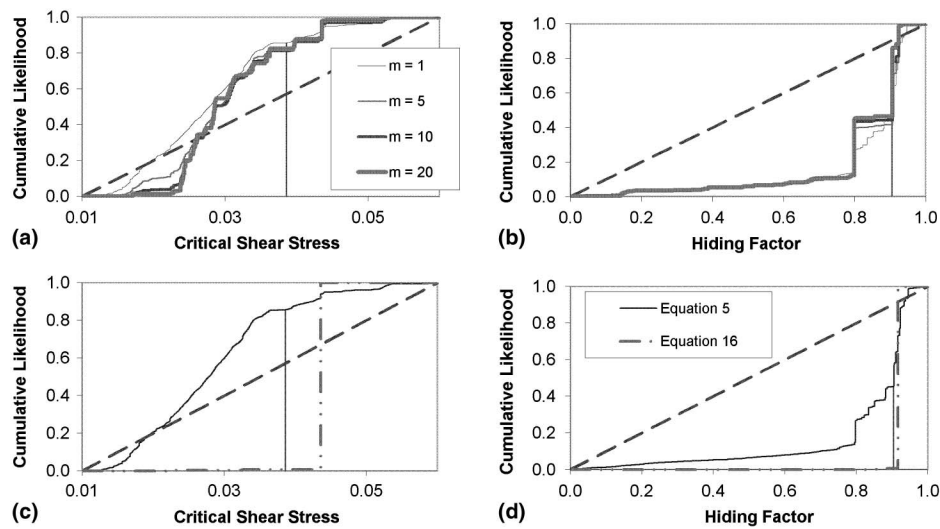 Cumulative Likelihood
1.0
0.8
0.6
0.4
0.2
0.0
m = 1
m = 5
m = 10
m = 20
0.01
0.03
0.05
Critical Shear Stress
(a)
Cumulative Likelihood
1.0
0.8
0.6
0.4
0.2
0.0
0.0
0.2
0.4
0.6
0.8
1.0
Hiding Factor
(b)
Cumulative Likelihood
1.0
0.8
0.6
0.4
0.2
0.0
0.01
0.03
0.05
Critical Shear Stress
(c)
Cumulative Likelihood
1.0
0.8
0.6
0.4
0.2
0.0
Equation 5
Equation 16
0.0
0.2
0.4
0.6
0.8
1.0
Hiding Factor
(d)